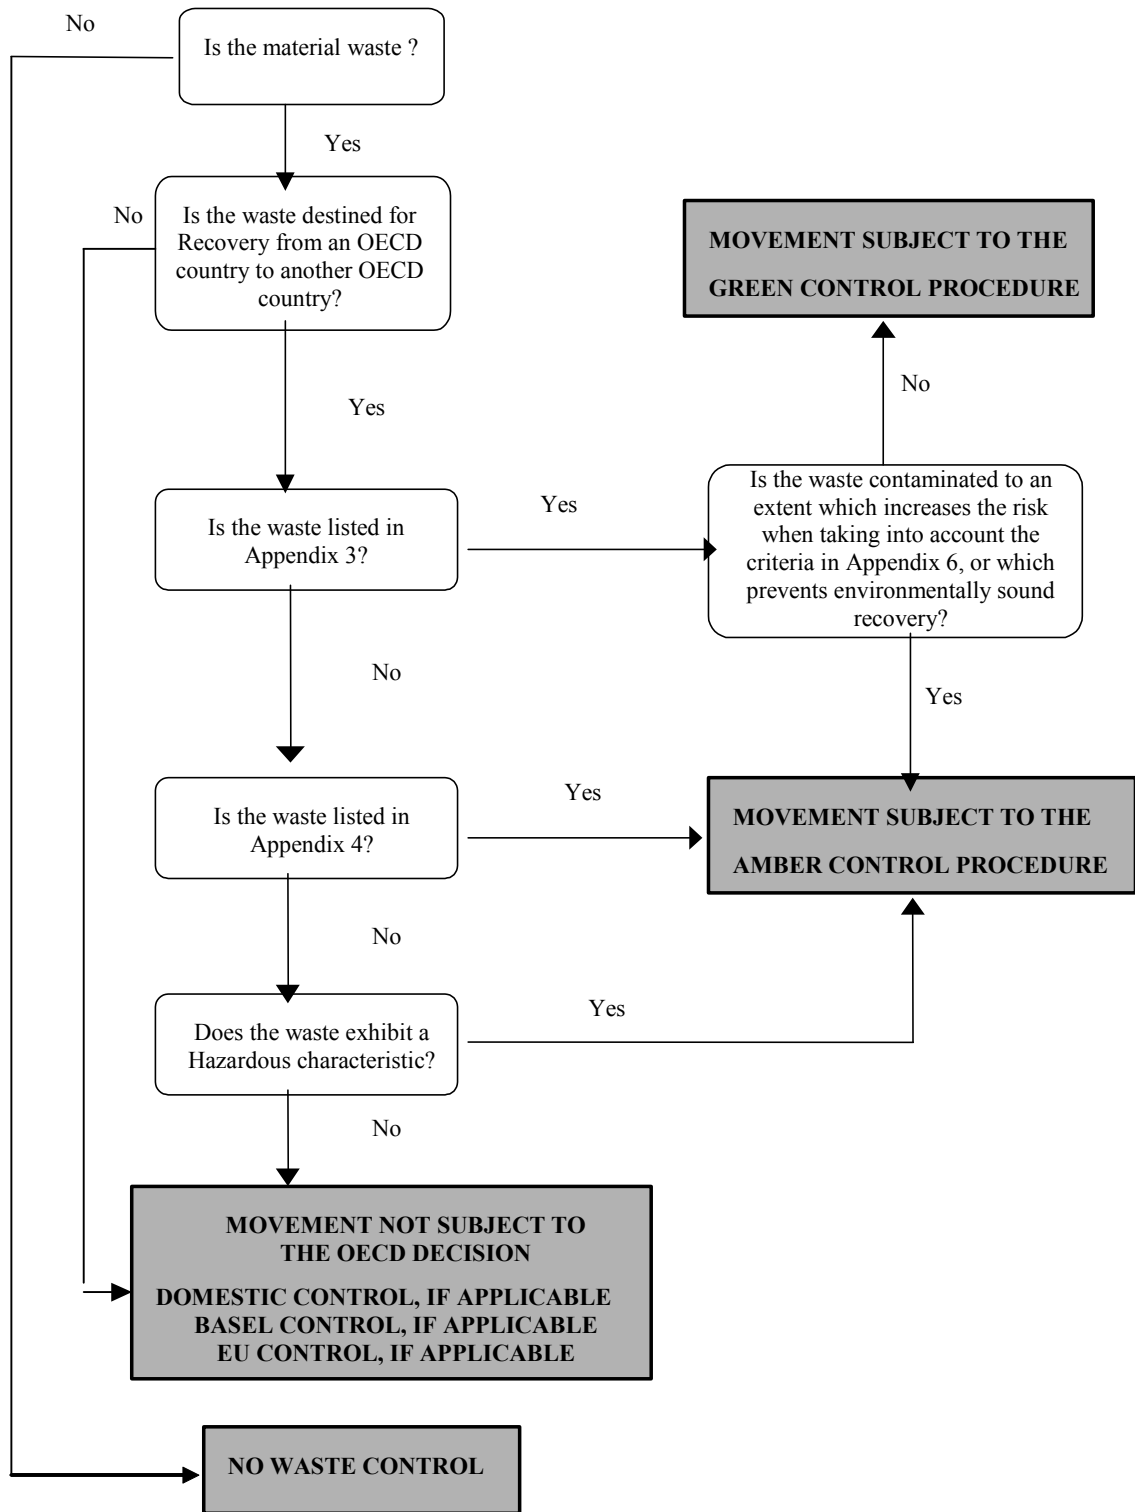 No
Is the material waste ?
Yes
No
Is the waste destined for
Recovery from an OECD
country to another OECD
country?
MOVEMENT SUBJECT TO THE
GREEN CONTROL PROCEDURE
No
Yes
Is the waste listed in
Appendix 3?
Yes
Is the waste contaminated to an
extent which increases the risk
when taking into account the
criteria in Appendix 6, or which
prevents environmentally sound
recovery?
No
Yes
Is the waste listed in
Appendix 4?
Yes
MOVEMENT SUBJECT TO THE
AMBER CONTROL PROCEDURE
No
Does the waste exhibit a
Hazardous characteristic?
Yes
No
MOVEMENT NOT SUBJECT TO
THE OECD DECISION
DOMESTIC CONTROL, IF APPLICABLE
BASEL CONTROL, IF APPLICABLE
EU CONTROL, IF APPLICABLE
NO WASTE CONTROL